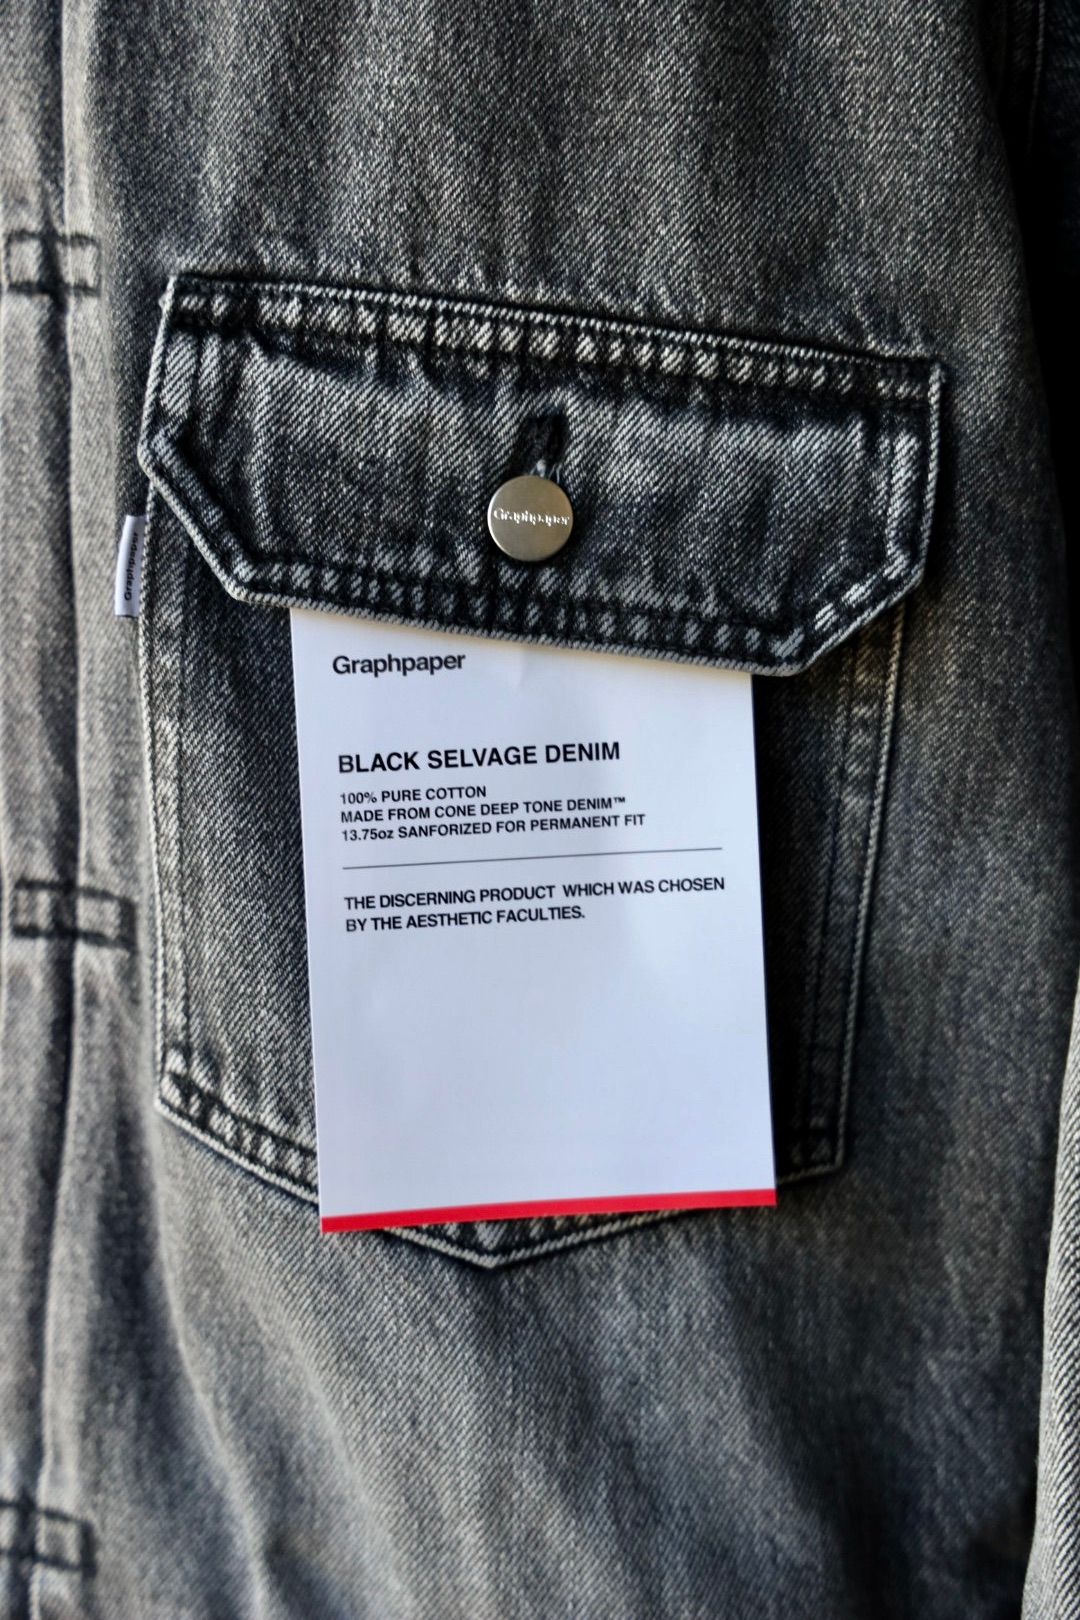 Graphpaper
Graphpaper
Graphpaper
BLACK SELVAGE DENIM
100% PURE COTTON
MADE FROM CONE DEEP TONE DENIM™
13.75oz SANFORIZED FOR PERMANENT FIT
THE DISCERNING PRODUCT WHICH WAS CHOSEN
BY THE AESTHETIC FACULTIES.